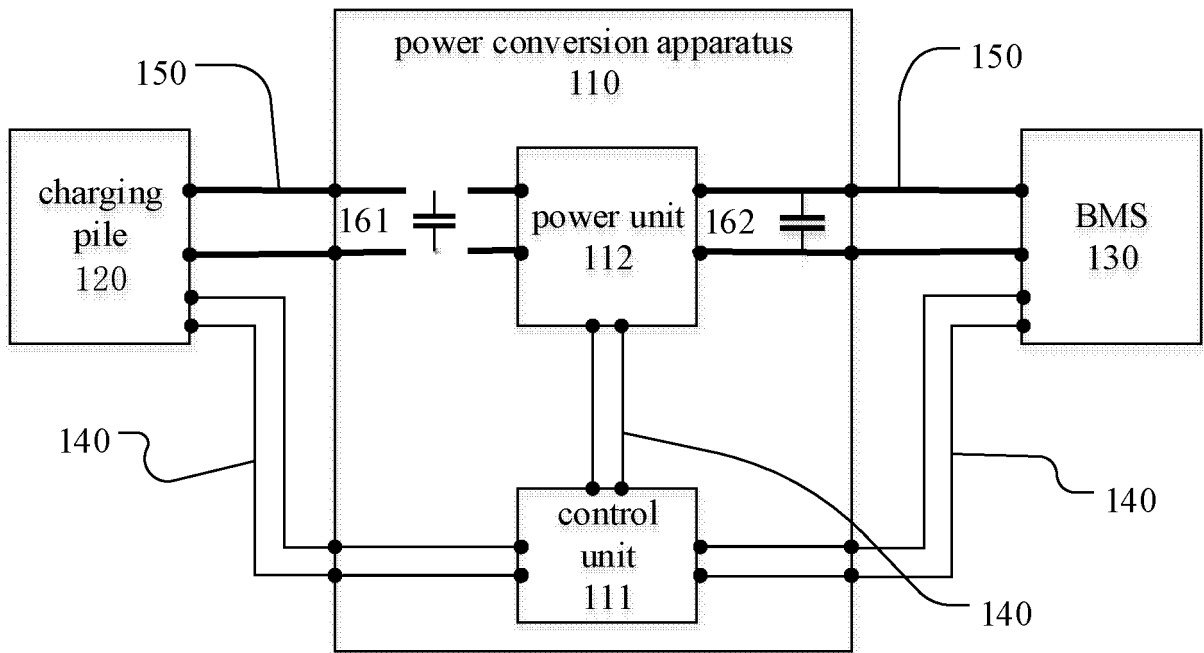 power conversion apparatus
110
150
150
charging
pile
120
161
power unit
112
162
BMS
130
140
control
unit
111
140
140